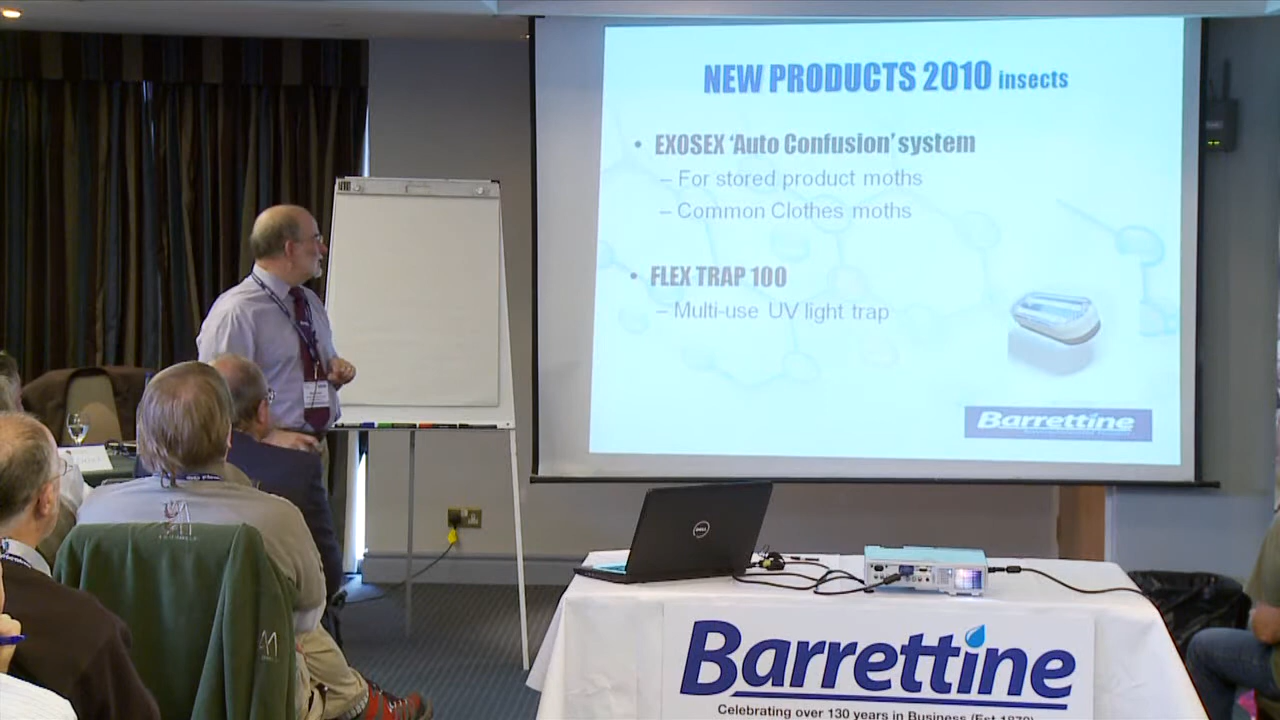 NEW PRODUCTS 2010 insects
• EXOSEX ‘Auto Confusion’ system
– For stored product moths
– Common Clothes moths
• FLEX TRAP 100
– Multi-use UV light trap
Barrettine
DELL
Barrettine
Celebrating over 130 years in Business (Est 1879)